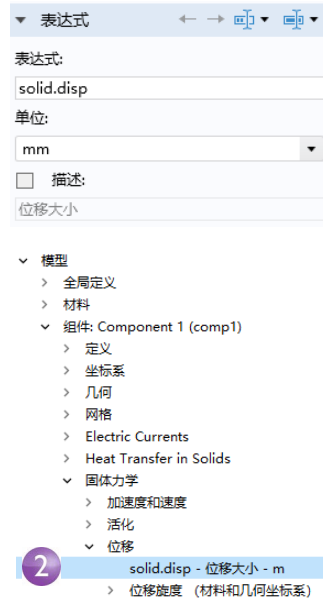 表达式
表达式:
solid.disp
单位:
mm
描述:
位移大小
模型
全局定义
材料
组件: Component 1 (comp1)
定义
坐标系
几何
网格
Electric Currents
Heat Transfer in Solids
固体力学
加速度和速度
活化
位移
2 solid.disp - 位移大小 - m
位移旋度 (材料和几何坐标系)